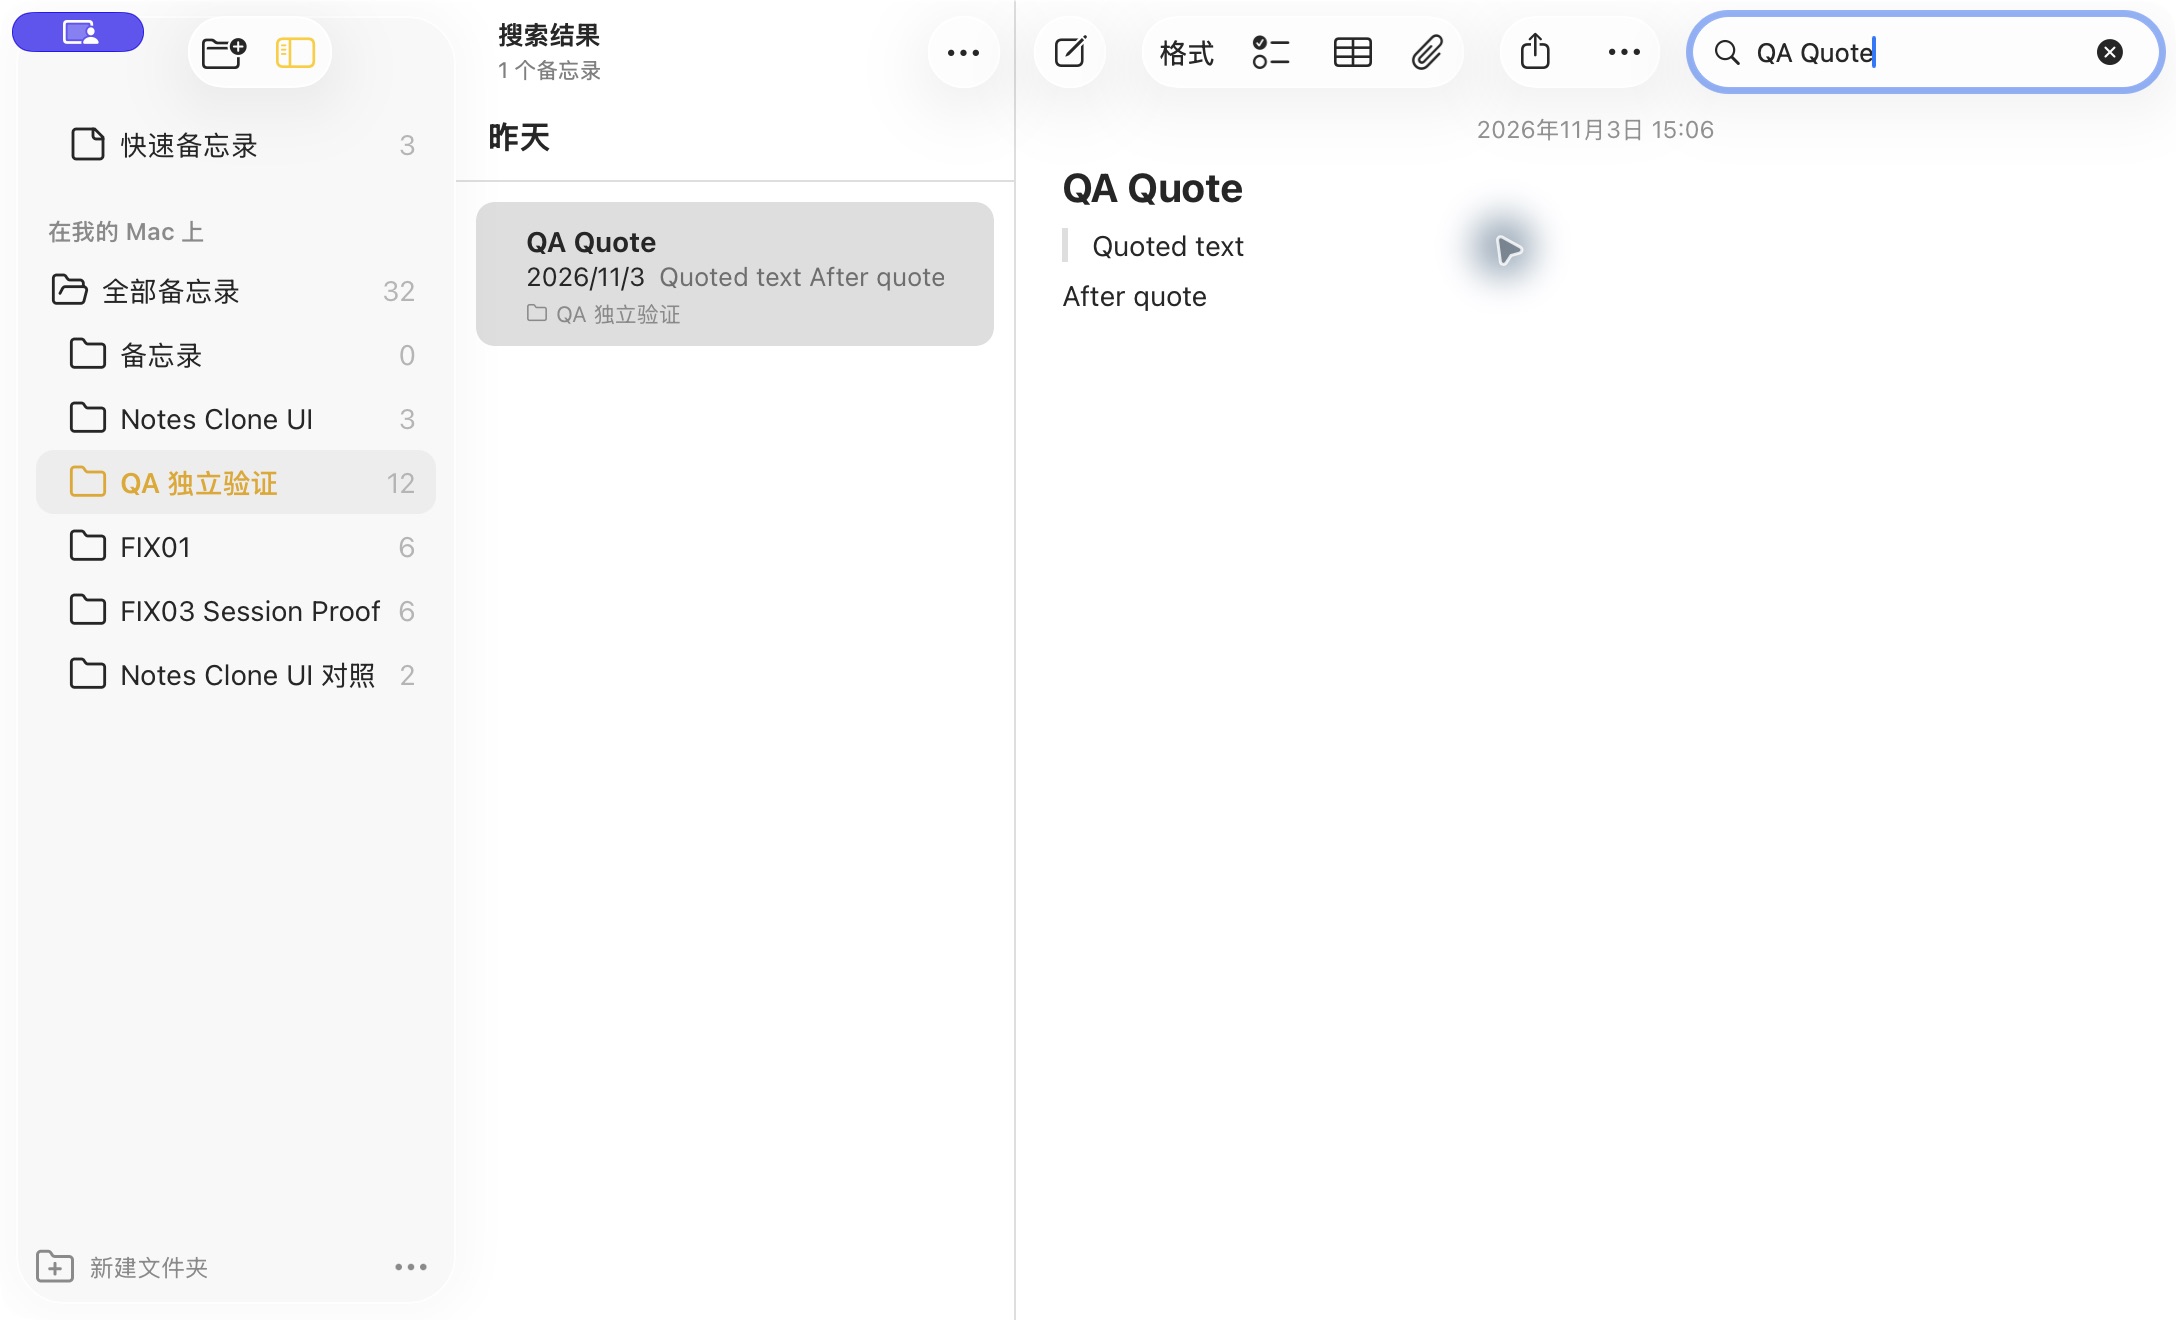 快速备忘录 3
在我的 Mac 上
全部备忘录 32
备忘录 0
Notes Clone UI 3
QA 独立验证 12
FIX01 6
FIX03 Session Proof 6
Notes Clone UI 对照 2
新建文件夹
搜索结果
1 个备忘录
昨天
QA Quote
2026/11/3 Quoted text After quote
QA 独立验证
格式
QA Quote
2026年11月3日 15:06
QA Quote
Quoted text
After quote